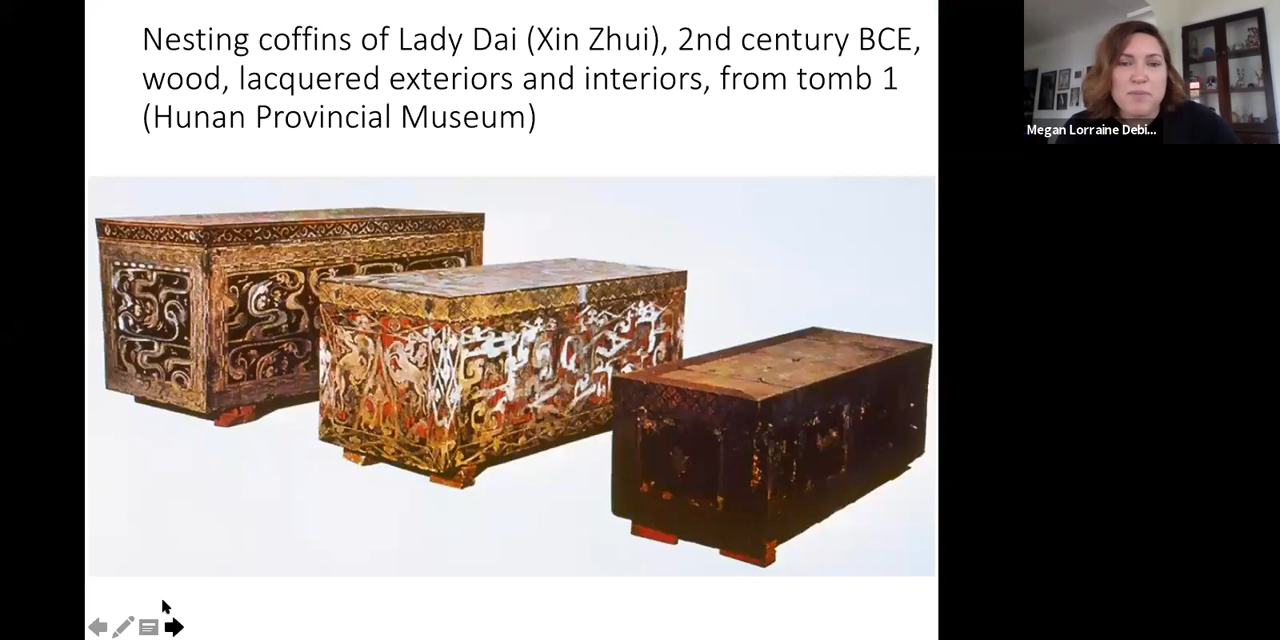 Nesting coffins of Lady Dai (Xin Zhui), 2nd century BCE,
wood, lacquered exteriors and interiors, from tomb 1
(Hunan Provincial Museum)
Megan Lorraine Debi...